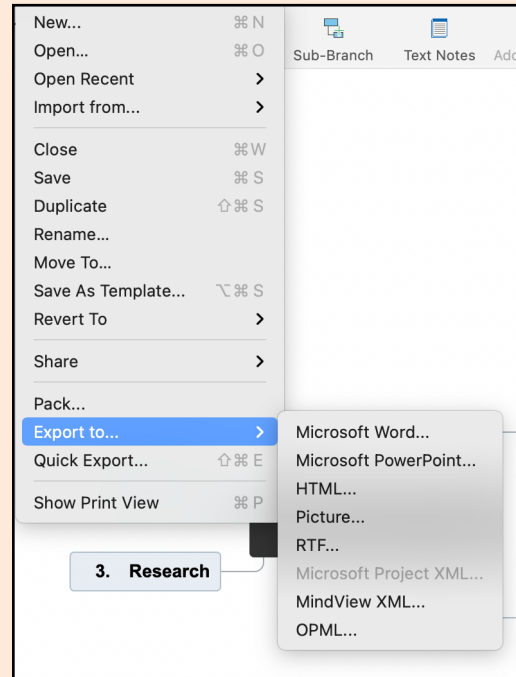 New... ⌘ N
Open... ⌘ O
Open Recent
Import from...
Close ⌘ W
Save ⌘ S
Duplicate ⇧ ⌘ S
Rename...
Move To...
Save As Template... ⌥ ⌘ S
Revert To
Share
Pack...
Export to...
Quick Export... ⇧ ⌘ E
Show Print View ⌘ P
Sub-Branch Text Notes
Microsoft Word...
Microsoft PowerPoint...
HTML...
Picture...
RTF...
Microsoft Project XML...
MindView XML...
OPML...
3. Research